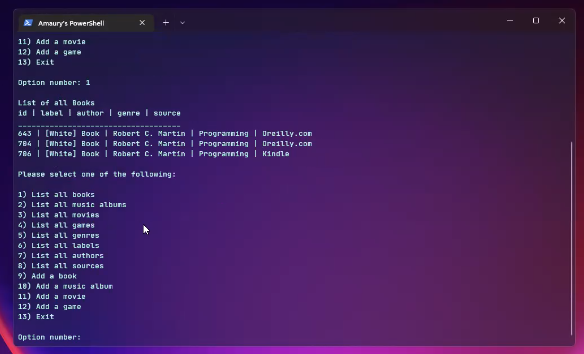 Amaury's PowerShell
11) Add a movie
12) Add a game
13) Exit
Option number: 1
List of all Books
id | label | author | genre | source
------------------------------------
643 | [White] Book | Robert C. Martin | Programming | Oreilly.com
704 | [White] Book | Robert C. Martin | Programming | Oreilly.com
706 | [White] Book | Robert C. Martin | Programming | Kindle
Please select one of the following:
1) List all books
2) List all music albums
3) List all movies
4) List all games
5) List all genres
6) List all labels
7) List all authors
8) List all sources
9) Add a book
10) Add a music album
11) Add a movie
12) Add a game
13) Exit
Option number: